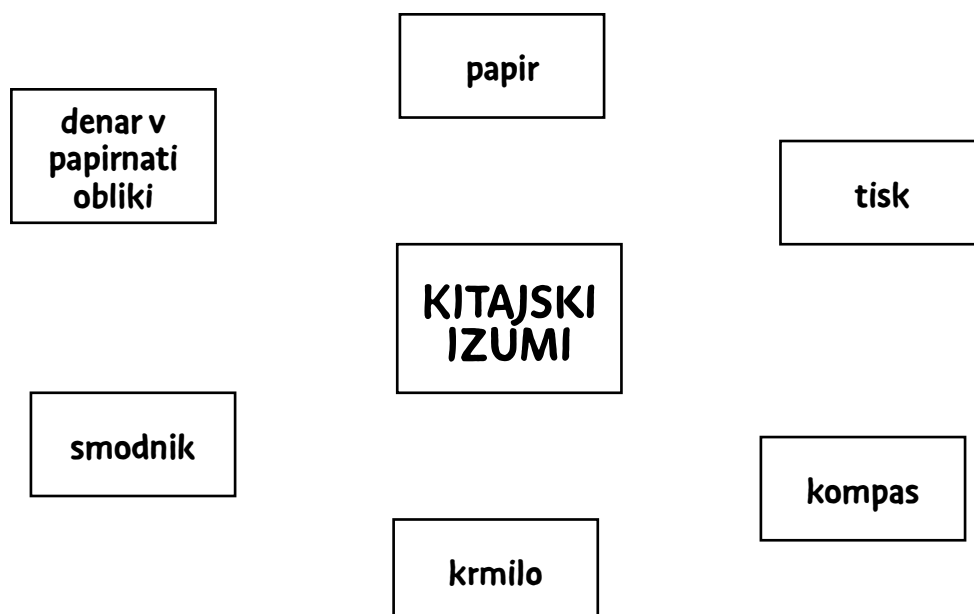 papir
denar v
papirnati
obliki
tisk
KITAJSKI
IZUMI
smodnik
kompas
krmilo